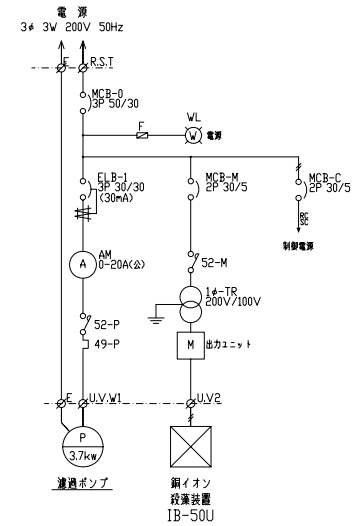 電 源
3φ 3W 200V 50Hz
E
R.S.T
MCB-0
3P 50/30
F
WL
W
電源
ELB-1
3P 30/30
(30mA)
MCB-M
2P 30/5
MCB-C
2P 30/5
RC
SC
制御電源
A
AM
0-20A(公)
52-M
1φ-TR
200V/100V
52-P
49-P
M
出力ユニット
E
U.V.W1
U.V2
P
3.7kw
濾過ポンプ
銅イオン
殺藻装置
IB-50U